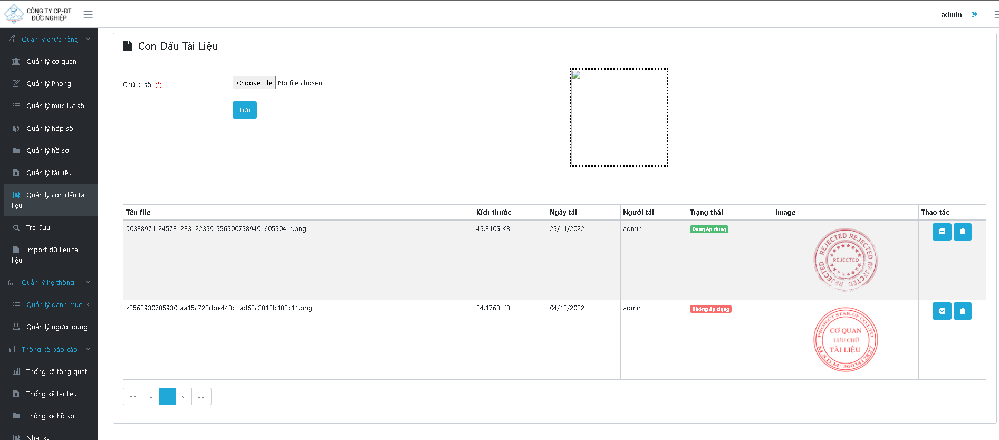 CÔNG TY CP-ĐT
ĐỨC NGHIỆP
admin
Quản lý chức năng
Quản lý cơ quan
Quản lý Phông
Quản lý mục lục số
Quản lý hộp số
Quản lý hồ sơ
Quản lý tài liệu
Quản lý con dấu tài
liệu
Tra Cứu
Import dữ liệu tài
liệu
Quản lý hệ thống
Quản lý danh mục
Quản lý người dùng
Thống kê báo cáo
Thống kê tổng quát
Thống kê tài liệu
Thống kê hồ sơ
Nhật ký
Con Dấu Tài Liệu
Chữ kí số: (*)
Choose File No file chosen
Lưu
Tên file Kích thước Ngày tải Người tải Trạng thái Image Thao tác
90338971_245781233122359_5565007589491605504_n.png 45.8105 KB 25/11/2022 admin Đang áp dụng
REJECTED REJECTED REJECTED REJECTED
REJECTED
z2568930785930_aa15c728dbe448cffad68c2813b183c11.png 24.1768 KB 04/12/2022 admin Không áp dụng
PROJECT STAR-UP CO.LTD
CƠ QUAN
LƯU CHỮ
TÀI LIỆU
M.S.D.M: 3603412827
«« « 1 » »»